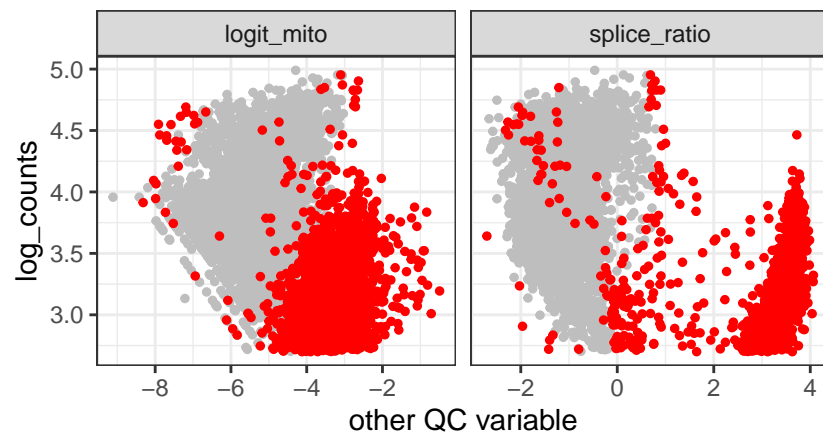 logit_mito splice_ratio
5.0
4.5
4.0
3.5
3.0
−8 −6 −4 −2 −2 0 2 4
other QC variable
log_counts